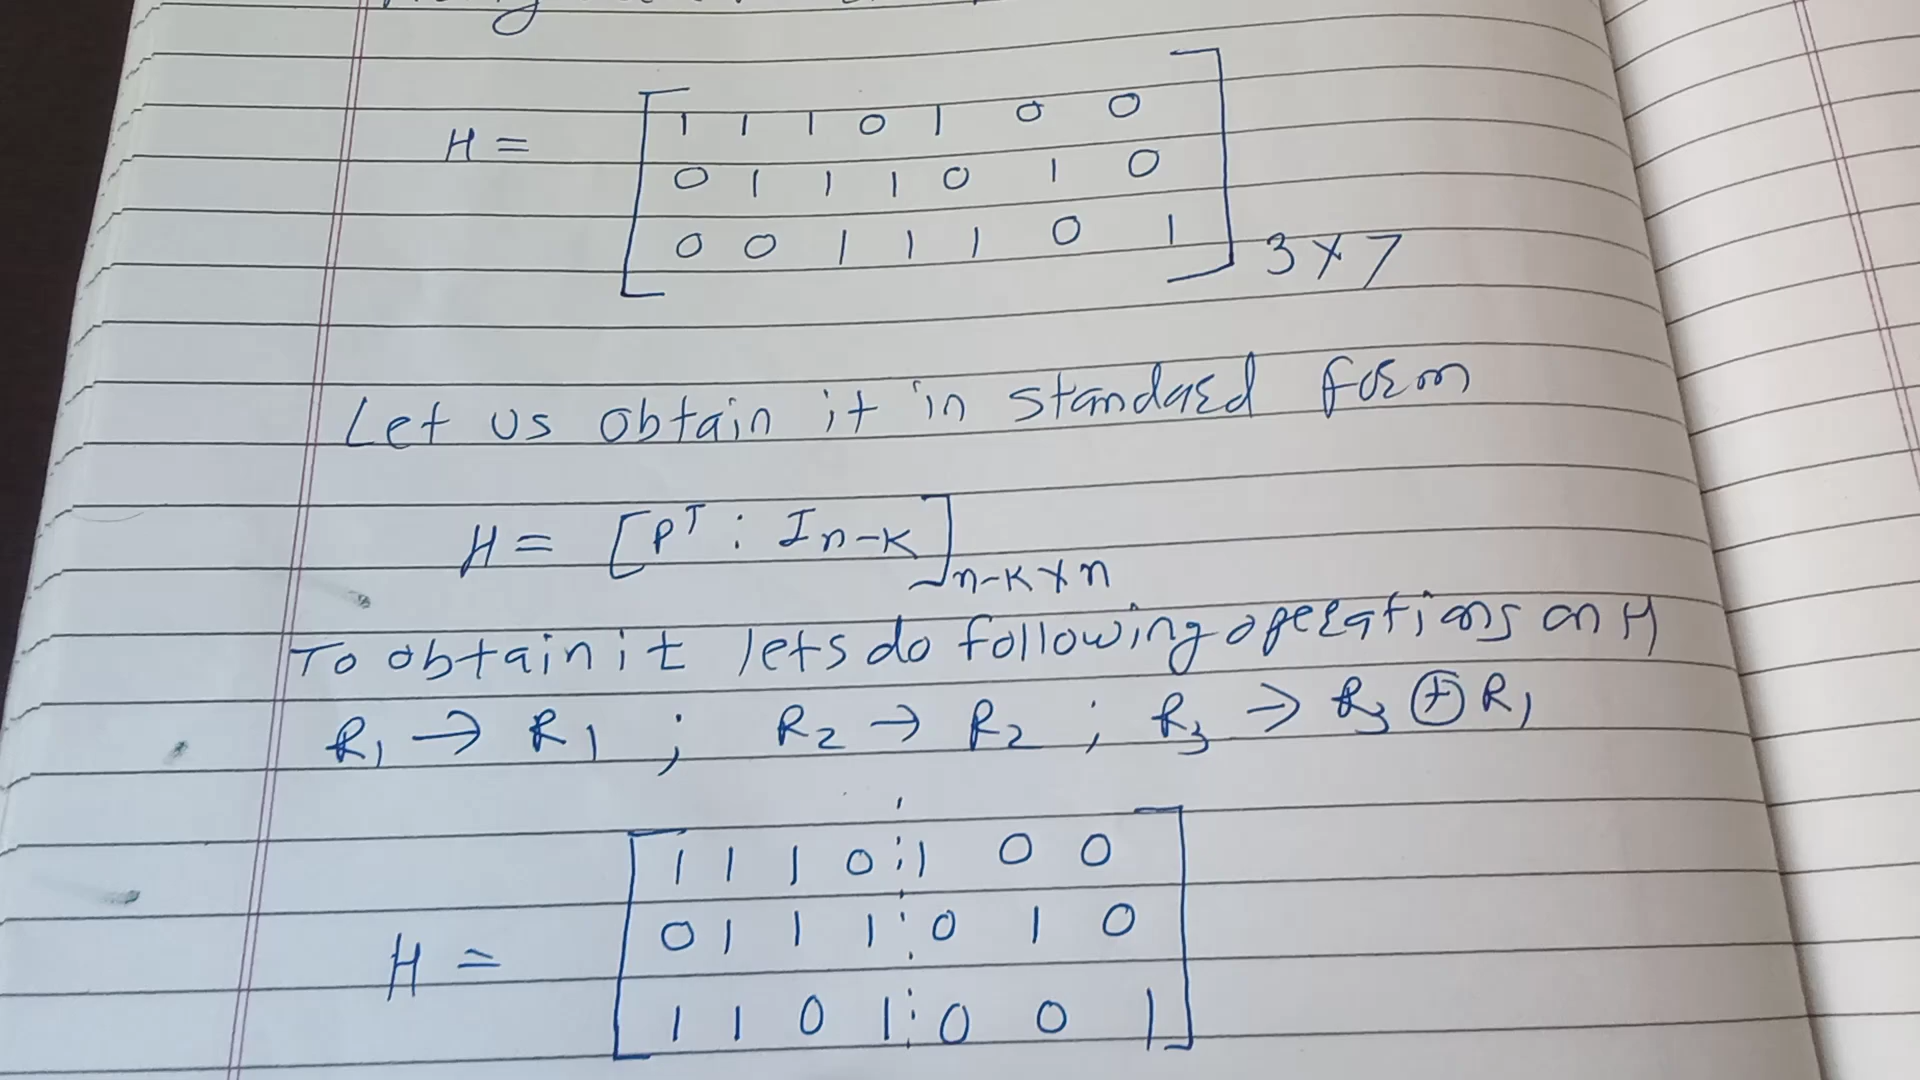 H = [ 1 1 1 0 1 0 0
0 1 1 1 0 1 0
0 0 1 1 1 0 1 ] 3×7
Let us obtain it in standard form
H = [Pᵀ : In-k] n-k×n
To obtain it lets do following operations on H
R₁ → R₁ ; R₂ → R₂ ; R₃ → R₃ ⊕ R₁
H = [ 1 1 1 0 : 1 0 0
0 1 1 1 : 0 1 0
1 1 0 1 : 0 0 1 ]